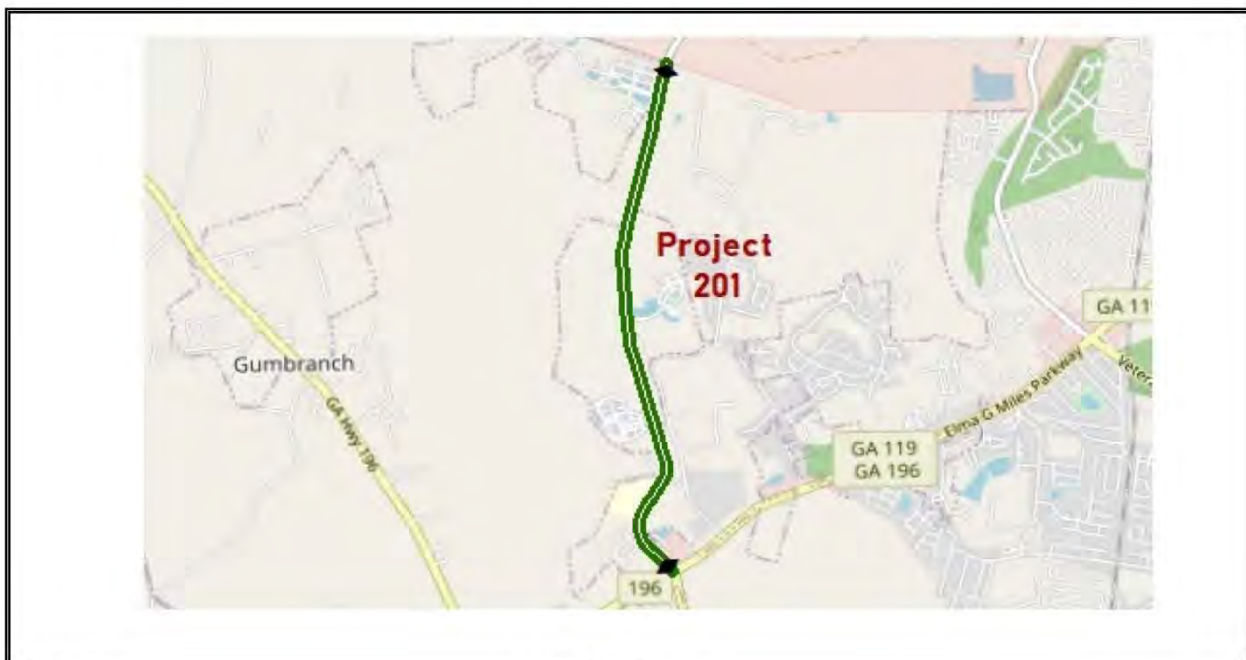 Project
201
GA 119
Gumbranch
GA Hwy 196
Elma G Miles Parkway
GA 119
GA 196
196